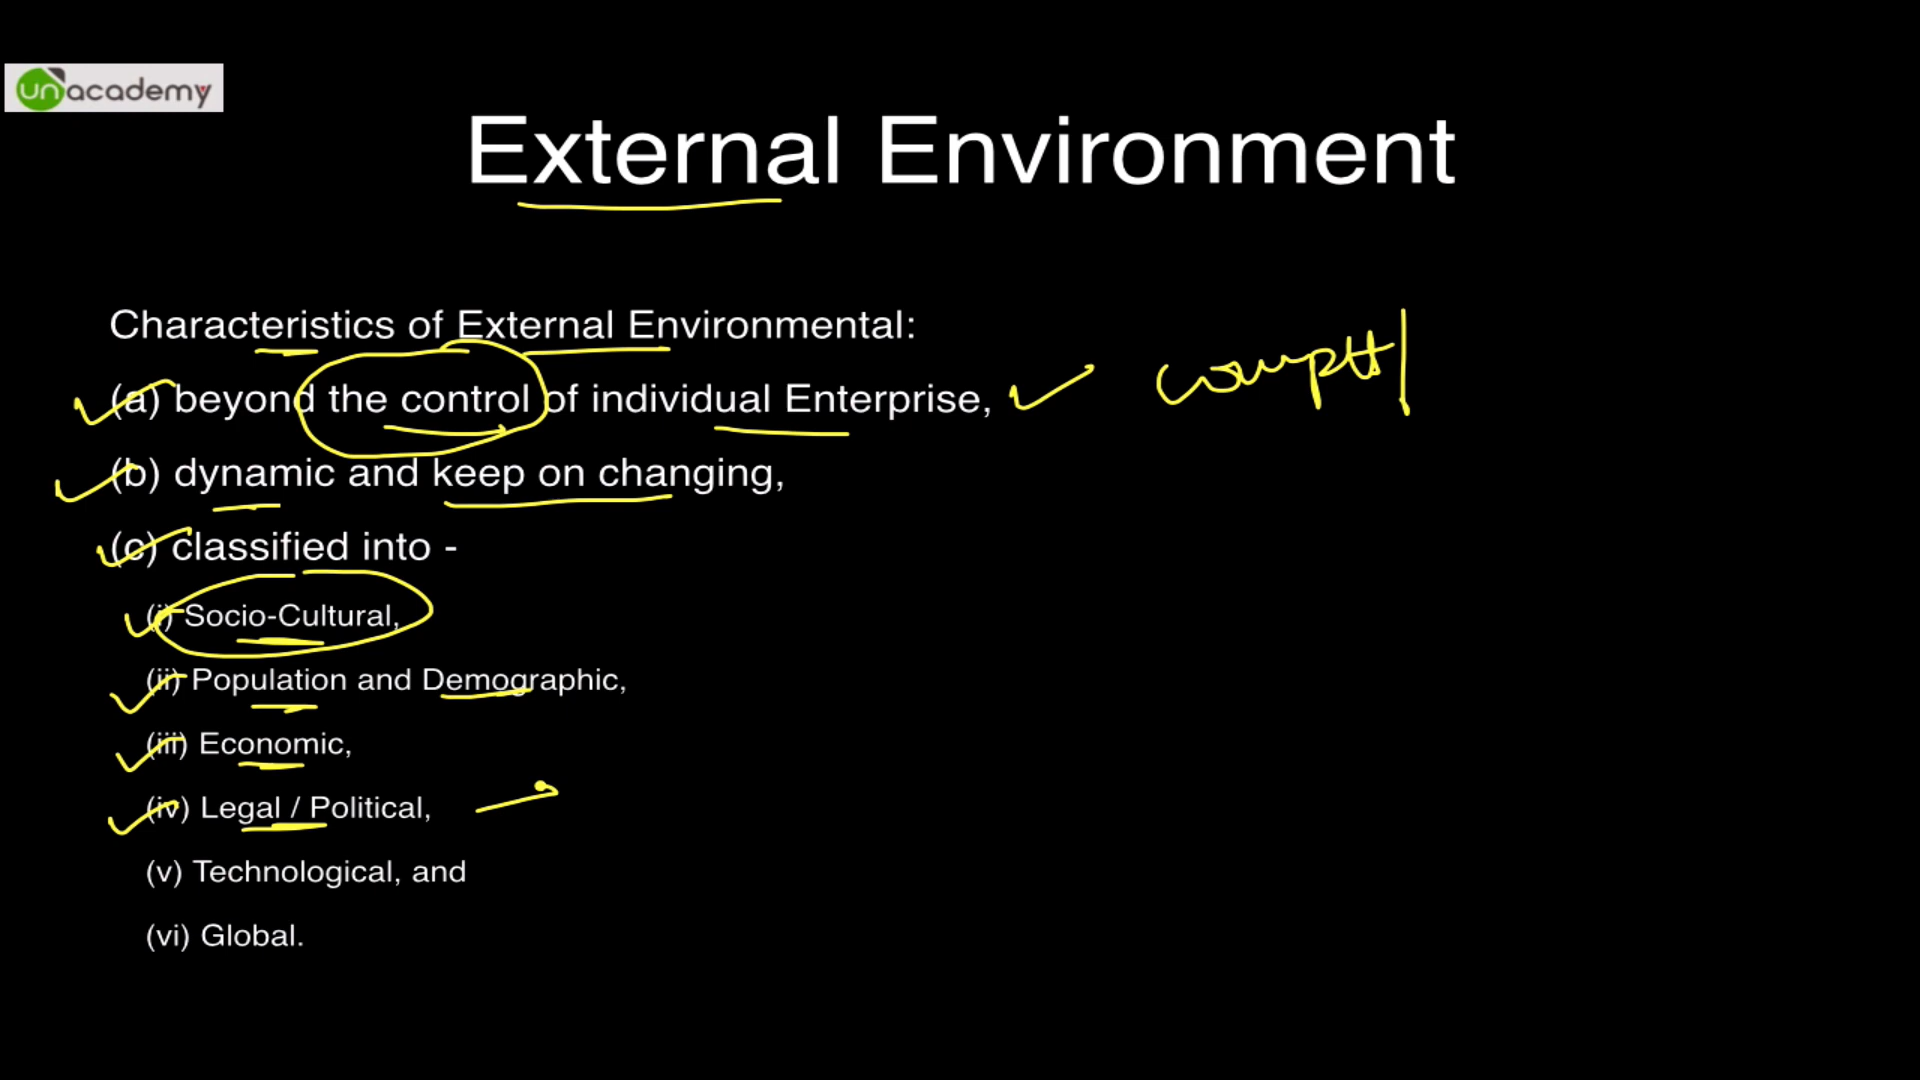 unacademy
External Environment
Characteristics of External Environmental:
(a) beyond the control of individual Enterprise,
(b) dynamic and keep on changing,
(c) classified into -
(i) Socio-Cultural,
(ii) Population and Demographic,
(iii) Economic,
(iv) Legal / Political,
(v) Technological, and
(vi) Global.